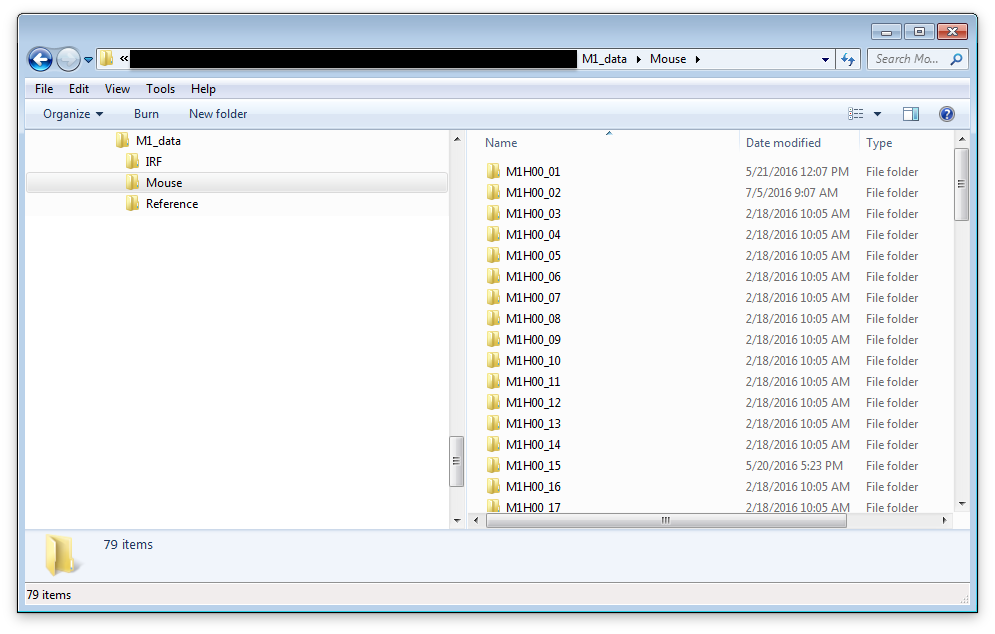 « M1_data Mouse Search Mo...
File Edit View Tools Help
Organize Burn New folder
M1_data
IRF
Mouse
Reference
Name Date modified Type
M1H00_01 5/21/2016 12:07 PM File folder
M1H00_02 7/5/2016 9:07 AM File folder
M1H00_03 2/18/2016 10:05 AM File folder
M1H00_04 2/18/2016 10:05 AM File folder
M1H00_05 2/18/2016 10:05 AM File folder
M1H00_06 2/18/2016 10:05 AM File folder
M1H00_07 2/18/2016 10:05 AM File folder
M1H00_08 2/18/2016 10:05 AM File folder
M1H00_09 2/18/2016 10:05 AM File folder
M1H00_10 2/18/2016 10:05 AM File folder
M1H00_11 2/18/2016 10:05 AM File folder
M1H00_12 2/18/2016 10:05 AM File folder
M1H00_13 2/18/2016 10:05 AM File folder
M1H00_14 2/18/2016 10:05 AM File folder
M1H00_15 5/20/2016 5:23 PM File folder
M1H00_16 2/18/2016 10:05 AM File folder
M1H00_17 2/18/2016 10:05 AM File folder
79 items
79 items